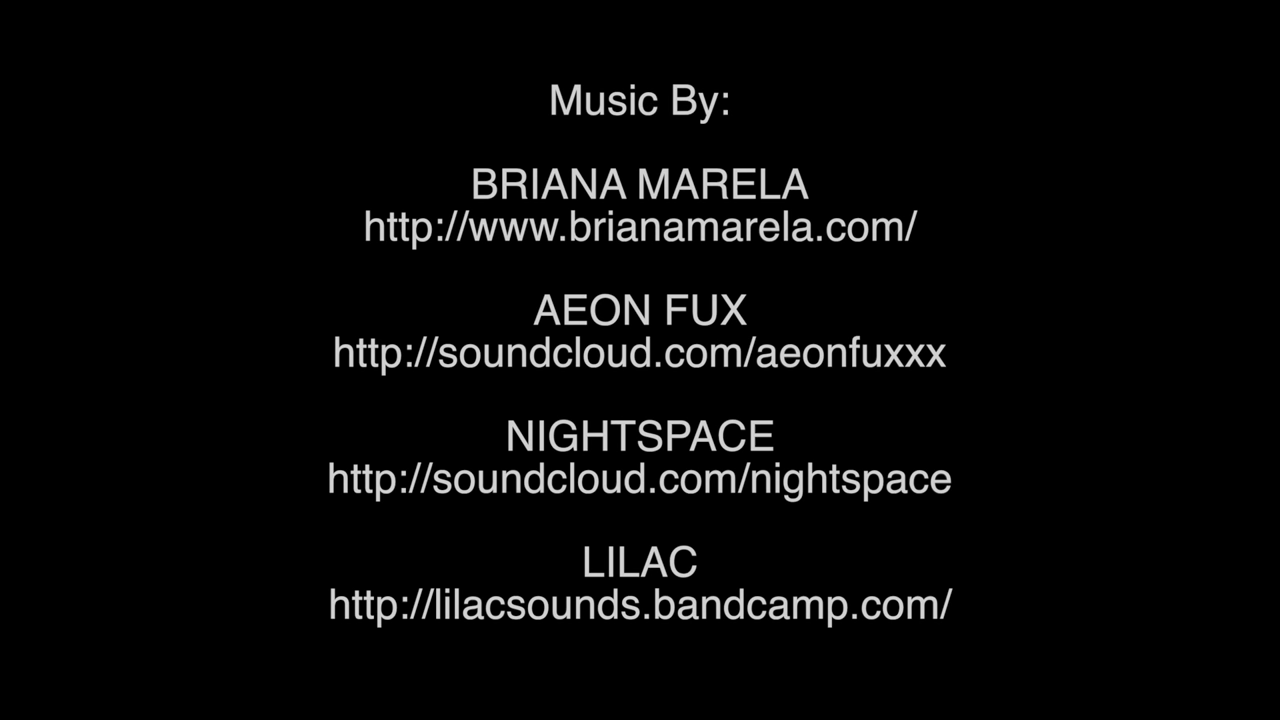 Music By:
BRIANA MARELA
http://www.brianamarela.com/
AEON FUX
http://soundcloud.com/aeonfuxxx
NIGHTSPACE
http://soundcloud.com/nightspace
LILAC
http://lilacsounds.bandcamp.com/